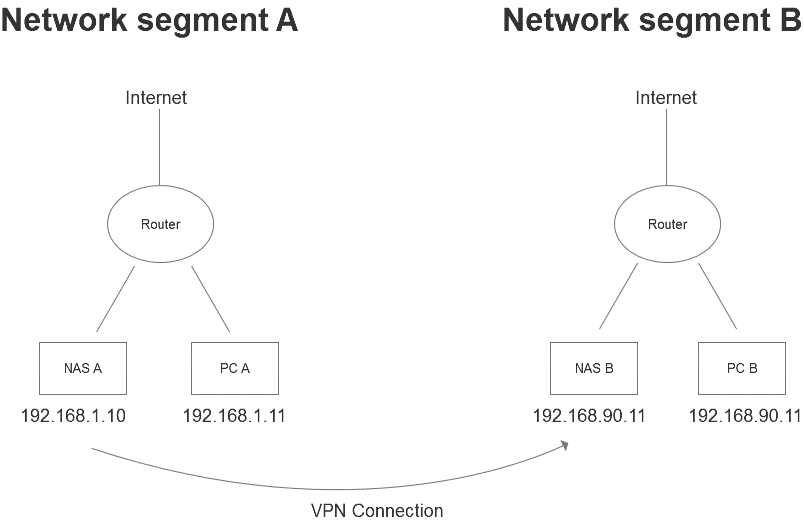 Network segment A
Network segment B
Internet
Internet
Router
Router
NAS A
PC A
NAS B
PC B
192.168.1.10
192.168.1.11
192.168.90.11
192.168.90.11
VPN Connection